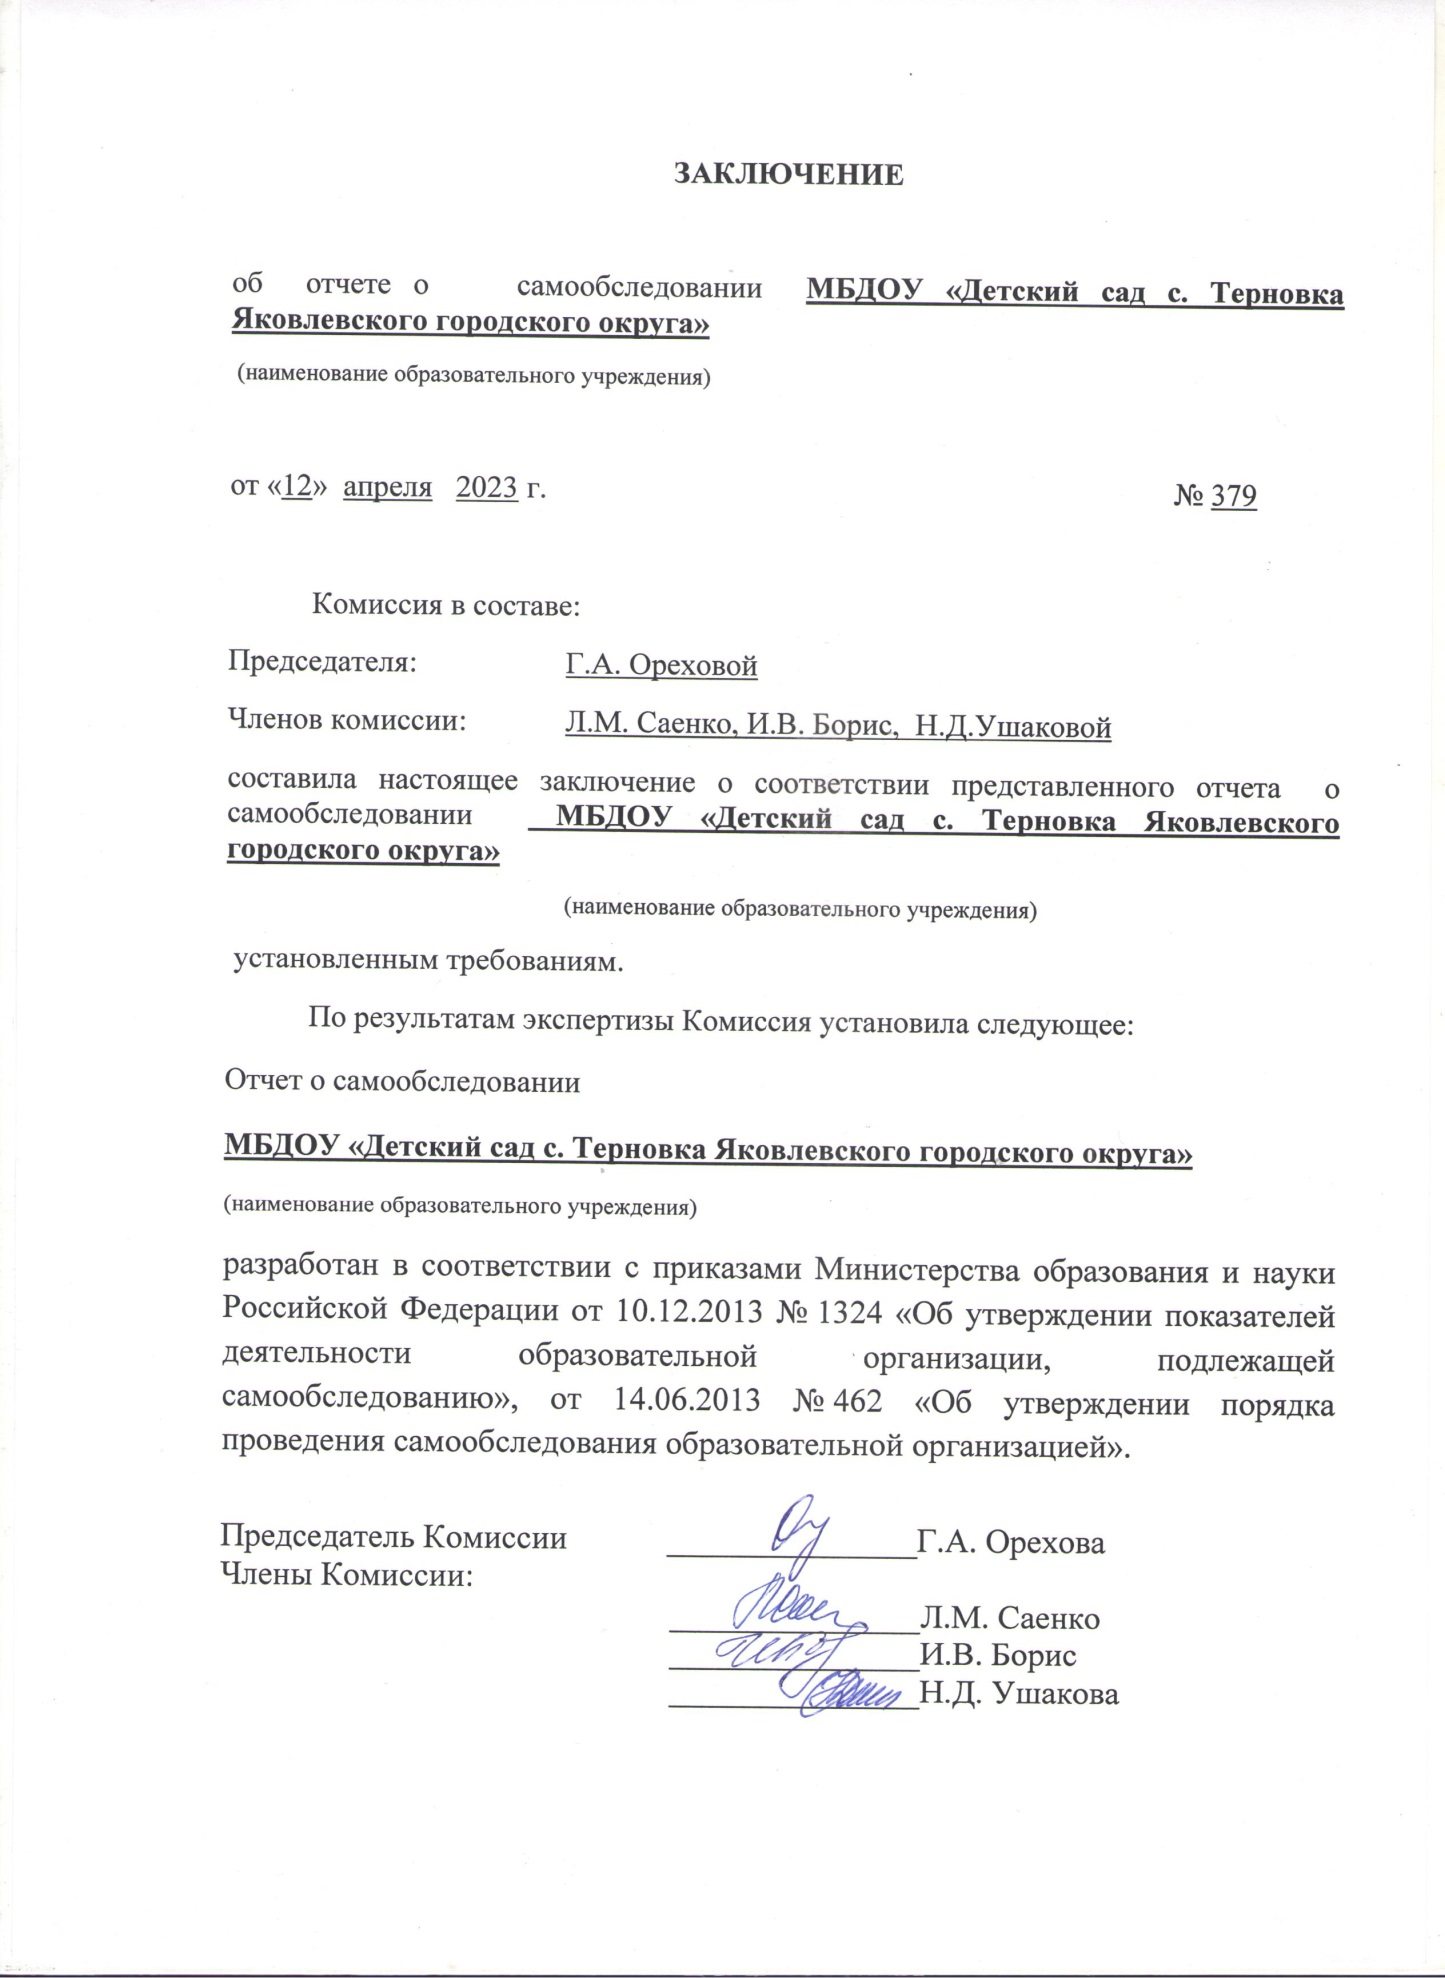 ЗАКЛЮЧЕНИЕ
об отчете о самообследовании МБДОУ «Детский сад с. Терновка
Яковлевского городского округа»
(наименование образовательного учреждения)
от «12» апреля 2023 г. № 379
Комиссия в составе:
Председателя: Г.А. Ореховой
Членов комиссии: Л.М. Саенко, И.В. Борис, Н.Д.Ушаковой
составила настоящее заключение о соответствии представленного отчета о
самообследовании МБДОУ «Детский сад с. Терновка Яковлевского
городского округа»
(наименование образовательного учреждения)
установленным требованиям.
По результатам экспертизы Комиссия установила следующее:
Отчет о самообследовании
МБДОУ «Детский сад с. Терновка Яковлевского городского округа»
(наименование образовательного учреждения)
разработан в соответствии с приказами Министерства образования и науки
Российской Федерации от 10.12.2013 № 1324 «Об утверждении показателей
деятельности образовательной организации, подлежащей
самообследованию», от 14.06.2013 № 462 «Об утверждении порядка
проведения самообследования образовательной организацией».
Председатель Комиссии Г.А. Орехова
Члены Комиссии:
Л.М. Саенко
И.В. Борис
Н.Д. Ушакова